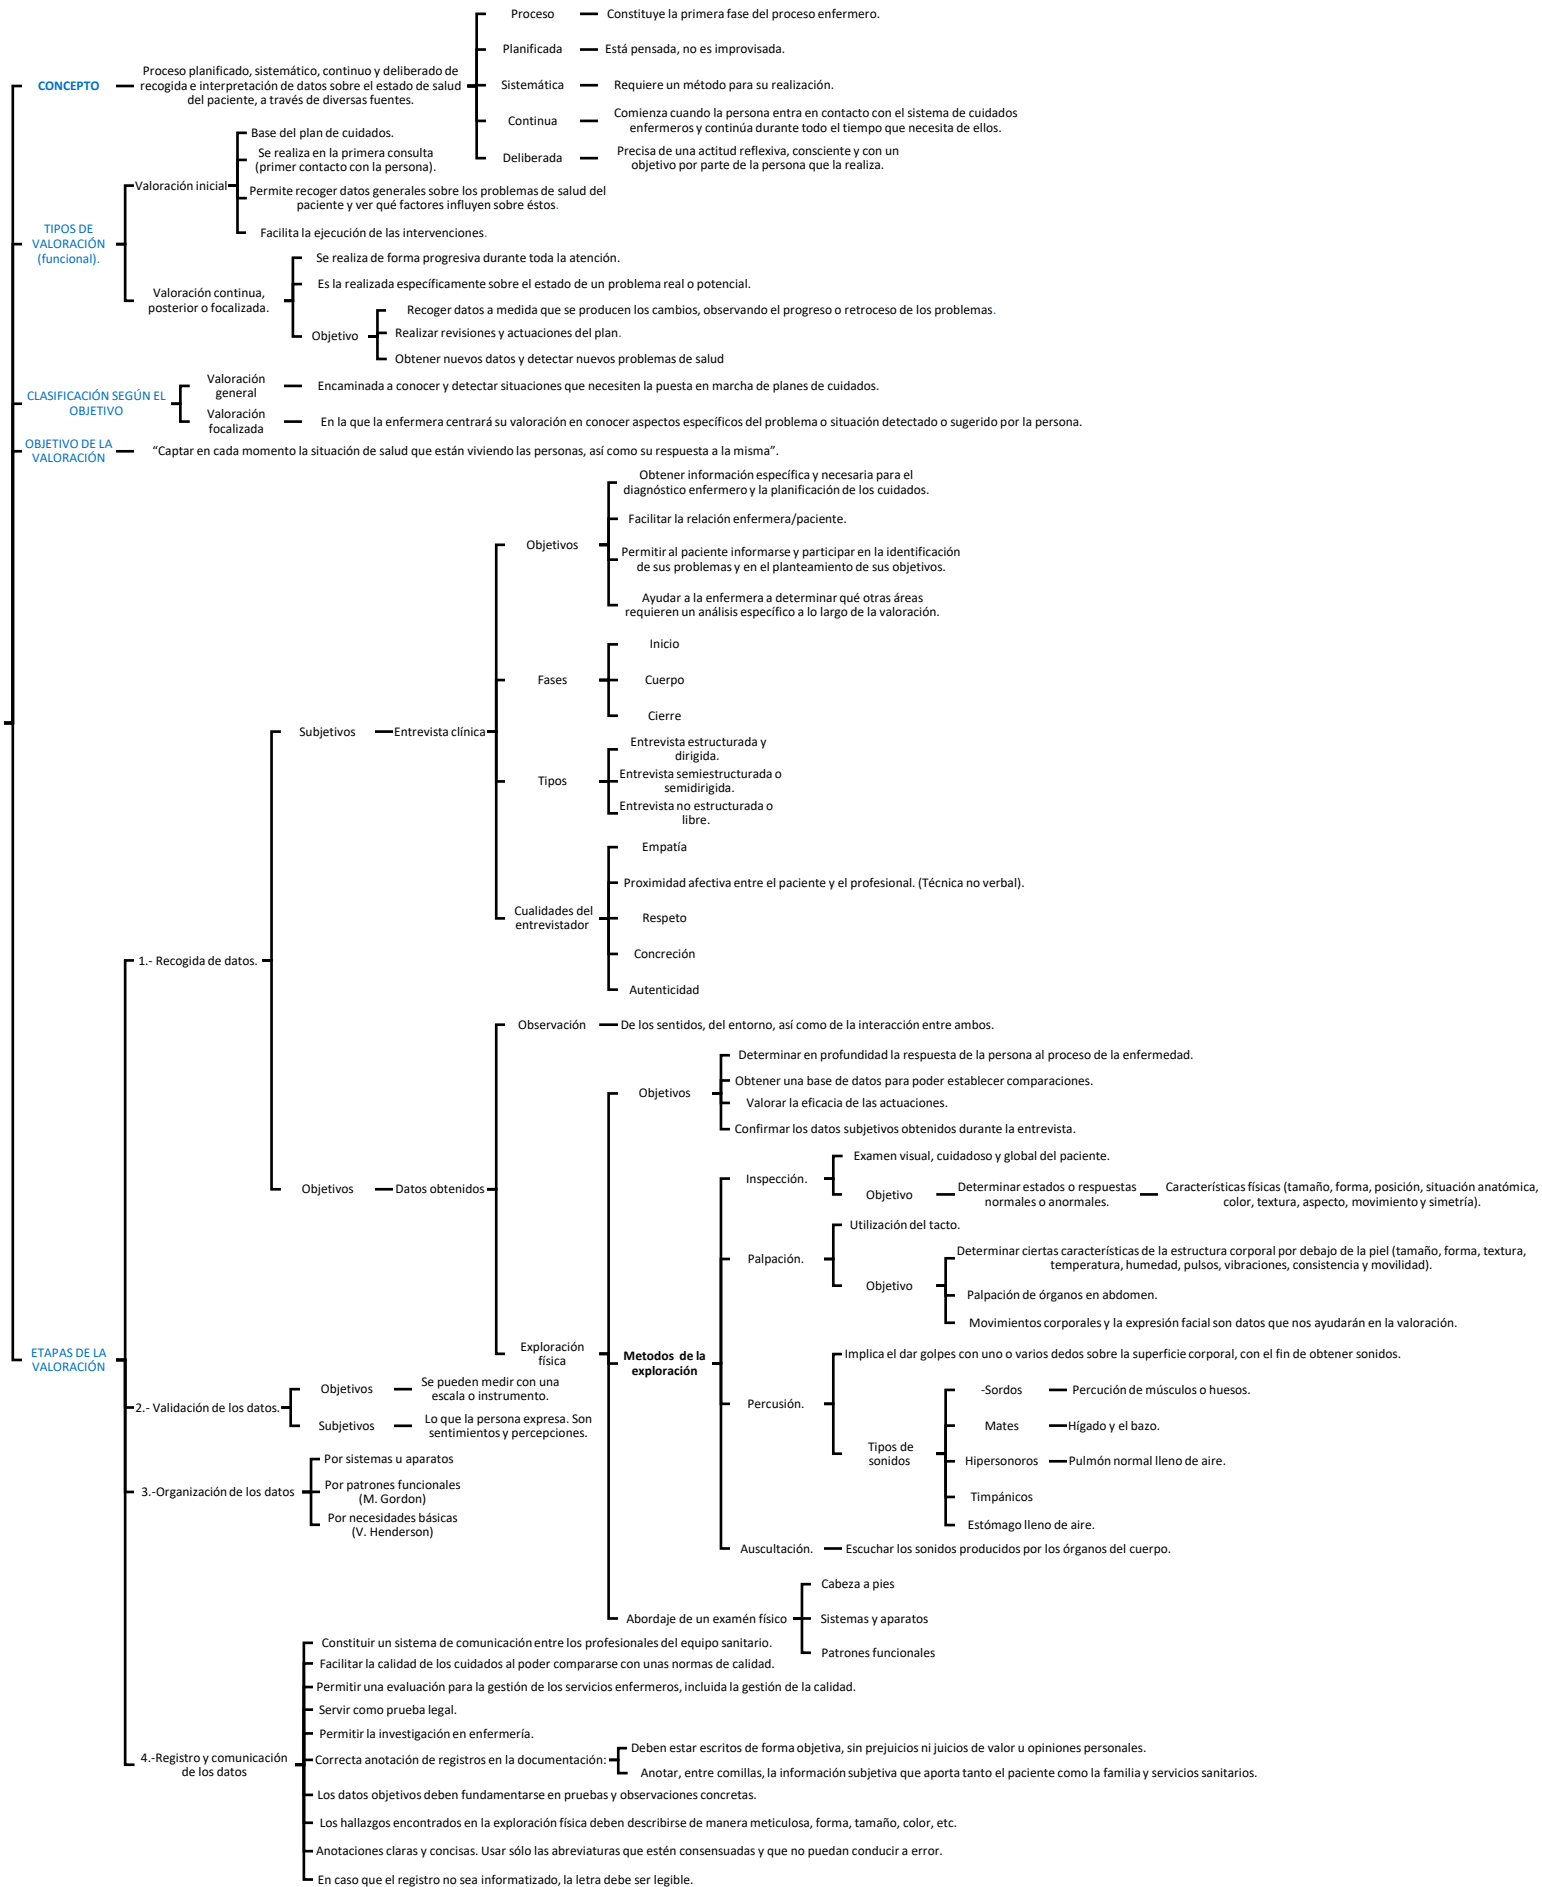 CONCEPTO
Proceso planificado, sistemático, continuo y deliberado de
recogida e interpretación de datos sobre el estado de salud
del paciente, a través de diversas fuentes.
Proceso
Constituye la primera fase del proceso enfermero.
Planificada
Está pensada, no es improvisada.
Sistemática
Requiere un método para su realización.
Continua
Comienza cuando la persona entra en contacto con el sistema de cuidados
enfermeros y continúa durante todo el tiempo que necesita de ellos.
Deliberada
Precisa de una actitud reflexiva, consciente y con un
objetivo por parte de la persona que la realiza.
TIPOS DE
VALORACIÓN
(funcional).
Valoración inicial
Base del plan de cuidados.
Se realiza en la primera consulta
(primer contacto con la persona).
Permite recoger datos generales sobre los problemas de salud del
paciente y ver qué factores influyen sobre éstos.
Facilita la ejecución de las intervenciones.
Valoración continua,
posterior o focalizada.
Se realiza de forma progresiva durante toda la atención.
Es la realizada específicamente sobre el estado de un problema real o potencial.
Objetivo
Recoger datos a medida que se producen los cambios, observando el progreso o retroceso de los problemas.
Realizar revisiones y actuaciones del plan.
Obtener nuevos datos y detectar nuevos problemas de salud
CLASIFICACIÓN SEGÚN EL
OBJETIVO
Valoración
general
Encaminada a conocer y detectar situaciones que necesiten la puesta en marcha de planes de cuidados.
Valoración
focalizada
En la que la enfermera centrará su valoración en conocer aspectos específicos del problema o situación detectado o sugerido por la persona.
OBJETIVO DE LA
VALORACIÓN
“Captar en cada momento la situación de salud que están viviendo las personas, así como su respuesta a la misma”.
ETAPAS DE LA
VALORACIÓN
1.- Recogida de datos.
Subjetivos
Entrevista clínica
Objetivos
Obtener información específica y necesaria para el
diagnóstico enfermero y la planificación de los cuidados.
Facilitar la relación enfermera/paciente.
Permitir al paciente informarse y participar en la identificación
de sus problemas y en el planteamiento de sus objetivos.
Ayudar a la enfermera a determinar qué otras áreas
requieren un análisis específico a lo largo de la valoración.
Fases
Inicio
Cuerpo
Cierre
Tipos
Entrevista estructurada y
dirigida.
Entrevista semiestructurada o
semidirigida.
Entrevista no estructurada o
libre.
Cualidades del
entrevistador
Empatía
Proximidad afectiva entre el paciente y el profesional. (Técnica no verbal).
Respeto
Concreción
Autenticidad
Objetivos
Datos obtenidos
Observación
De los sentidos, del entorno, así como de la interacción entre ambos.
Exploración
física
Objetivos
Determinar en profundidad la respuesta de la persona al proceso de la enfermedad.
Obtener una base de datos para poder establecer comparaciones.
Valorar la eficacia de las actuaciones.
Confirmar los datos subjetivos obtenidos durante la entrevista.
Metodos de la
exploración
Inspección.
Examen visual, cuidadoso y global del paciente.
Objetivo
Determinar estados o respuestas
normales o anormales.
Características físicas (tamaño, forma, posición, situación anatómica,
color, textura, aspecto, movimiento y simetría).
Palpación.
Utilización del tacto.
Objetivo
Determinar ciertas características de la estructura corporal por debajo de la piel (tamaño, forma, textura,
temperatura, humedad, pulsos, vibraciones, consistencia y movilidad).
Palpación de órganos en abdomen.
Movimientos corporales y la expresión facial son datos que nos ayudarán en la valoración.
Percusión.
Implica el dar golpes con uno o varios dedos sobre la superficie corporal, con el fin de obtener sonidos.
Tipos de
sonidos
-Sordos
Percución de músculos o huesos.
Mates
Hígado y el bazo.
Hipersonoros
Pulmón normal lleno de aire.
Timpánicos
Estómago lleno de aire.
Auscultación.
Escuchar los sonidos producidos por los órganos del cuerpo.
Abordaje de un examén físico
Cabeza a pies
Sistemas y aparatos
Patrones funcionales
2.- Validación de los datos.
Objetivos
Se pueden medir con una
escala o instrumento.
Subjetivos
Lo que la persona expresa. Son
sentimientos y percepciones.
3.-Organización de los datos
Por sistemas u aparatos
Por patrones funcionales
(M. Gordon)
Por necesidades básicas
(V. Henderson)
4.-Registro y comunicación
de los datos
Constituir un sistema de comunicación entre los profesionales del equipo sanitario.
Facilitar la calidad de los cuidados al poder compararse con unas normas de calidad.
Permitir una evaluación para la gestión de los servicios enfermeros, incluida la gestión de la calidad.
Servir como prueba legal.
Permitir la investigación en enfermería.
Correcta anotación de registros en la documentación:
Deben estar escritos de forma objetiva, sin prejuicios ni juicios de valor u opiniones personales.
Anotar, entre comillas, la información subjetiva que aporta tanto el paciente como la familia y servicios sanitarios.
Los datos objetivos deben fundamentarse en pruebas y observaciones concretas.
Los hallazgos encontrados en la exploración física deben describirse de manera meticulosa, forma, tamaño, color, etc.
Anotaciones claras y concisas. Usar sólo las abreviaturas que estén consensuadas y que no puedan conducir a error.
En caso que el registro no sea informatizado, la letra debe ser legible.